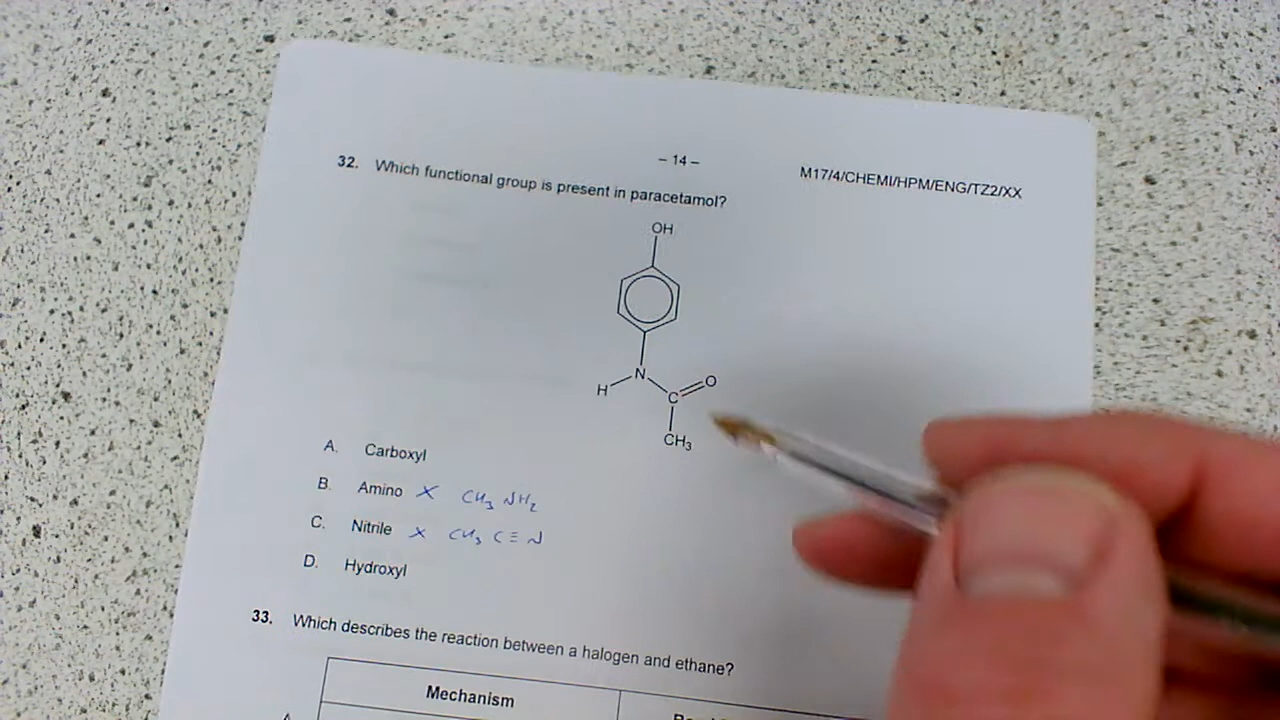 – 14 –
M17/4/CHEMI/HPM/ENG/TZ2/XX
32. Which functional group is present in paracetamol?
OH
N
H
C
O
CH3
A. Carboxyl
B. Amino X CH3 NH2
C. Nitrile X CH3 C≡N
D. Hydroxyl
33. Which describes the reaction between a halogen and ethane?
Mechanism